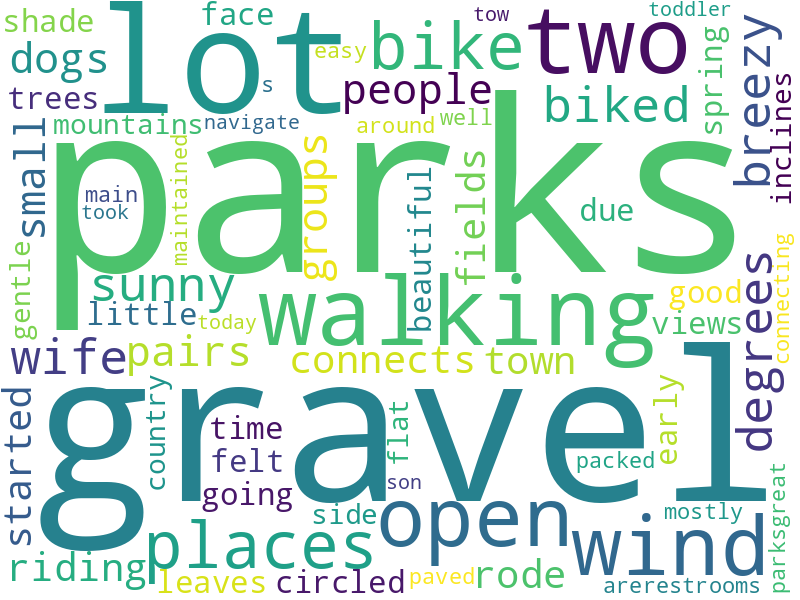 shade
face
lot
tow
toddler
dogs
easy
bike
two
breezy
s
people
trees
biked
spring
inclines
mountains
navigate
around
well
parks
small
main
took
maintained
groups
beautiful
fields
due
gentle
sunny
little
today
walking
degrees
good
views
connecting
wife
pairs
connects
town
gravel
started
country
time
felt
going
flat
early
son
packed
parksgreat
side
open
places
wind
mostly
riding
leaves
circled
paved
rode
arerestrooms